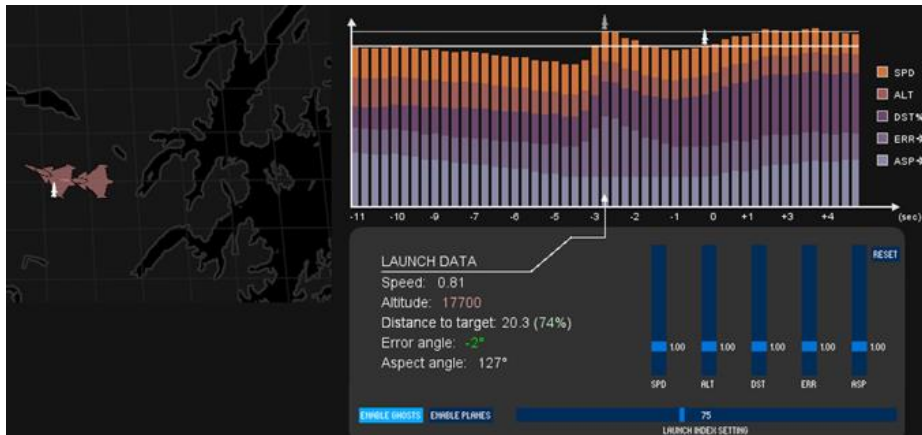 SPD
ALT
DST%
ERR
ASP
-11 -10 -9 -8 -7 -6 -5 -4 -3 -2 -1 0 +1 +3 +4 (sec)
LAUNCH DATA
Speed: 0.81
Altitude: 17700
Distance to target: 20.3 (74%)
Error angle: -2°
Aspect angle: 127°
RESET
1.00 1.00 1.00 1.00 1.00
SPD ALT DST ERR ASP
ENABLE GHOSTS ENABLE PLANES
75
LAUNCH INDEX SETTING